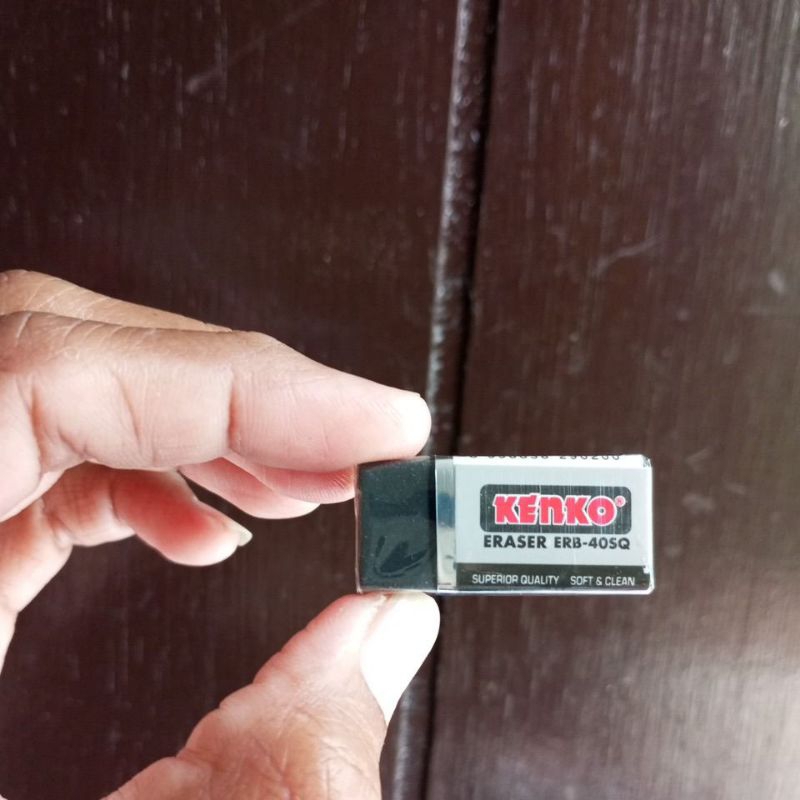 KENKO®
ERASER ERB-40SQ
SUPERIOR QUALITY SOFT & CLEAN